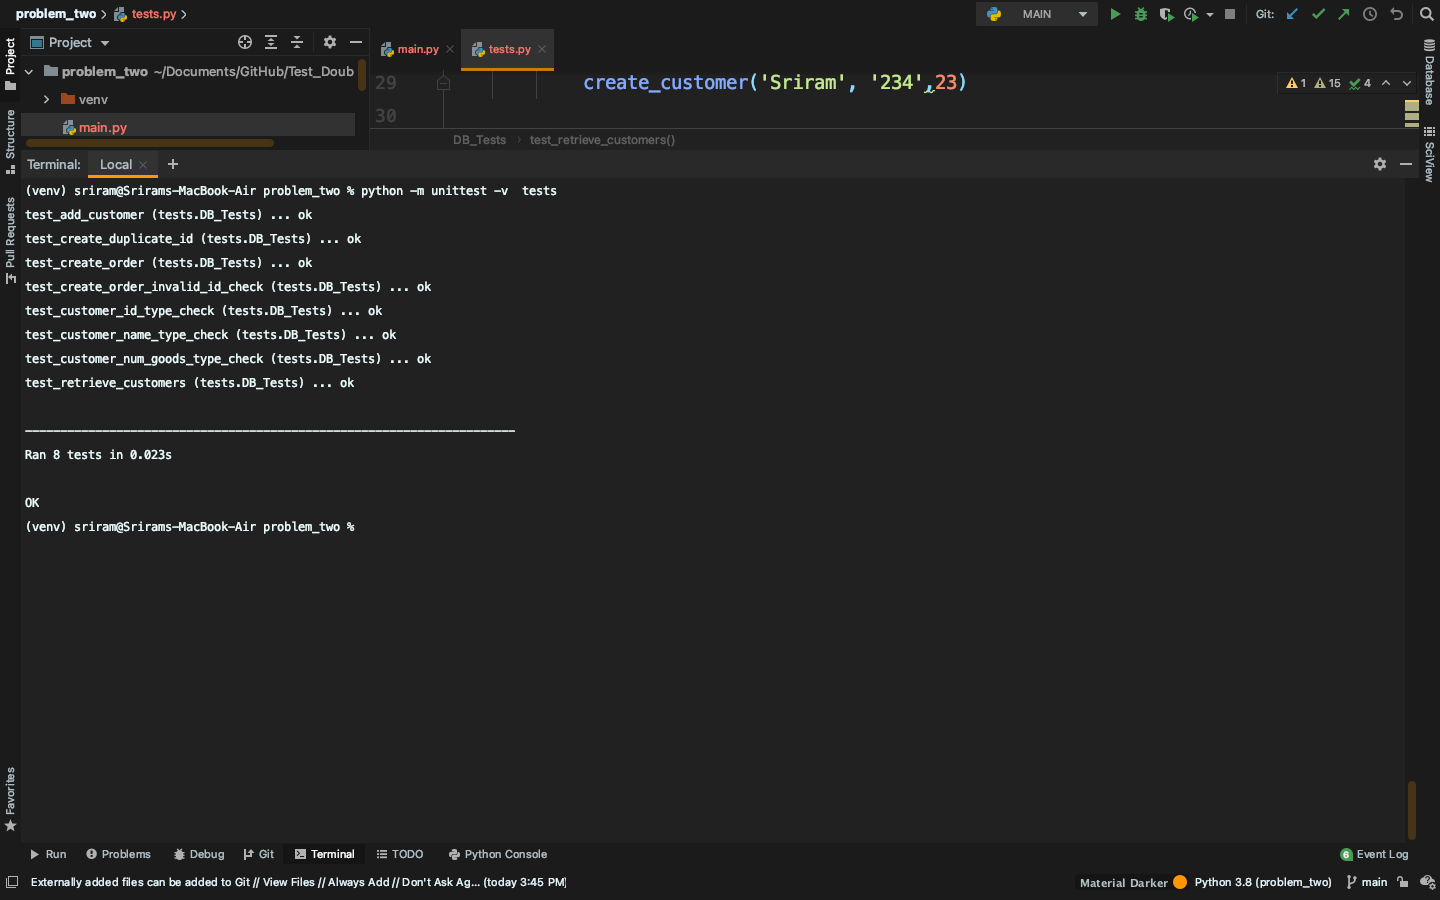 problem_two
tests.py
MAIN
Git:
Project
main.py
tests.py
problem_two ~/Documents/GitHub/Test_Doub
venv
main.py
29 create_customer('Sriram', '234',23)
30
1 15 4
DB_Tests
test_retrieve_customers()
Project
Structure
Pull Requests
Favorites
Database
SciView
Terminal:
Local
(venv) sriram@Srirams-MacBook-Air problem_two % python -m unittest -v  tests
test_add_customer (tests.DB_Tests) ... ok
test_create_duplicate_id (tests.DB_Tests) ... ok
test_create_order (tests.DB_Tests) ... ok
test_create_order_invalid_id_check (tests.DB_Tests) ... ok
test_customer_id_type_check (tests.DB_Tests) ... ok
test_customer_name_type_check (tests.DB_Tests) ... ok
test_customer_num_goods_type_check (tests.DB_Tests) ... ok
test_retrieve_customers (tests.DB_Tests) ... ok
----------------------------------------------------------------------
Ran 8 tests in 0.023s
OK
(venv) sriram@Srirams-MacBook-Air problem_two %
Run
Problems
Debug
Git
Terminal
TODO
Python Console
6 Event Log
Externally added files can be added to Git // View Files // Always Add // Don't Ask Ag... (today 3:45 PM)
Material Darker
Python 3.8 (problem_two)
main